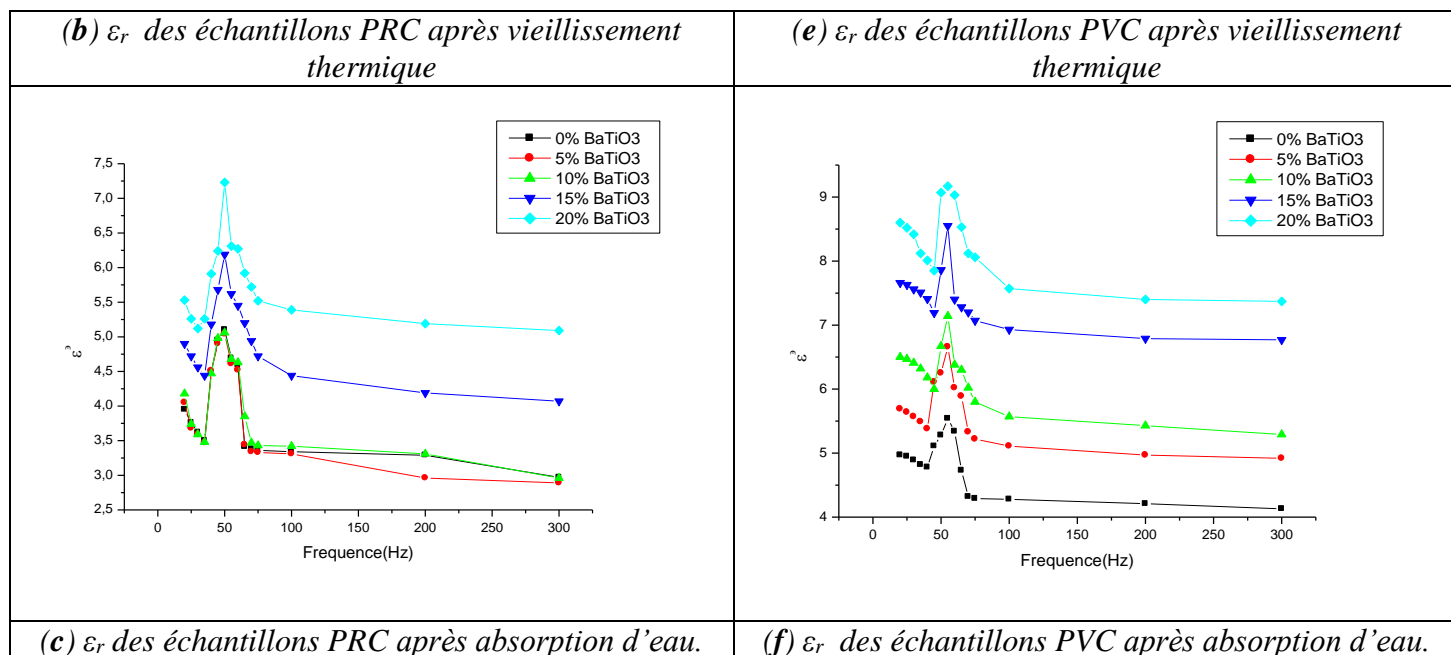 (b) εr des échantillons PRC après vieillissement
thermique
(e) εr des échantillons PVC après vieillissement
thermique
0% BaTiO3
5% BaTiO3
10% BaTiO3
15% BaTiO3
20% BaTiO3
7,5
7,0
6,5
6,0
5,5
5,0
4,5
4,0
3,5
3,0
2,5
ε'
0
50
100
200
300
Frequence(Hz)
0% BaTiO3
5% BaTiO3
10% BaTiO3
15% BaTiO3
20% BaTiO3
9
8
7
6
5
4
ε'
0
50
100
200
300
Frequence(Hz)
(c) εr des échantillons PRC après absorption d'eau.
(f) εr des échantillons PVC après absorption d'eau.